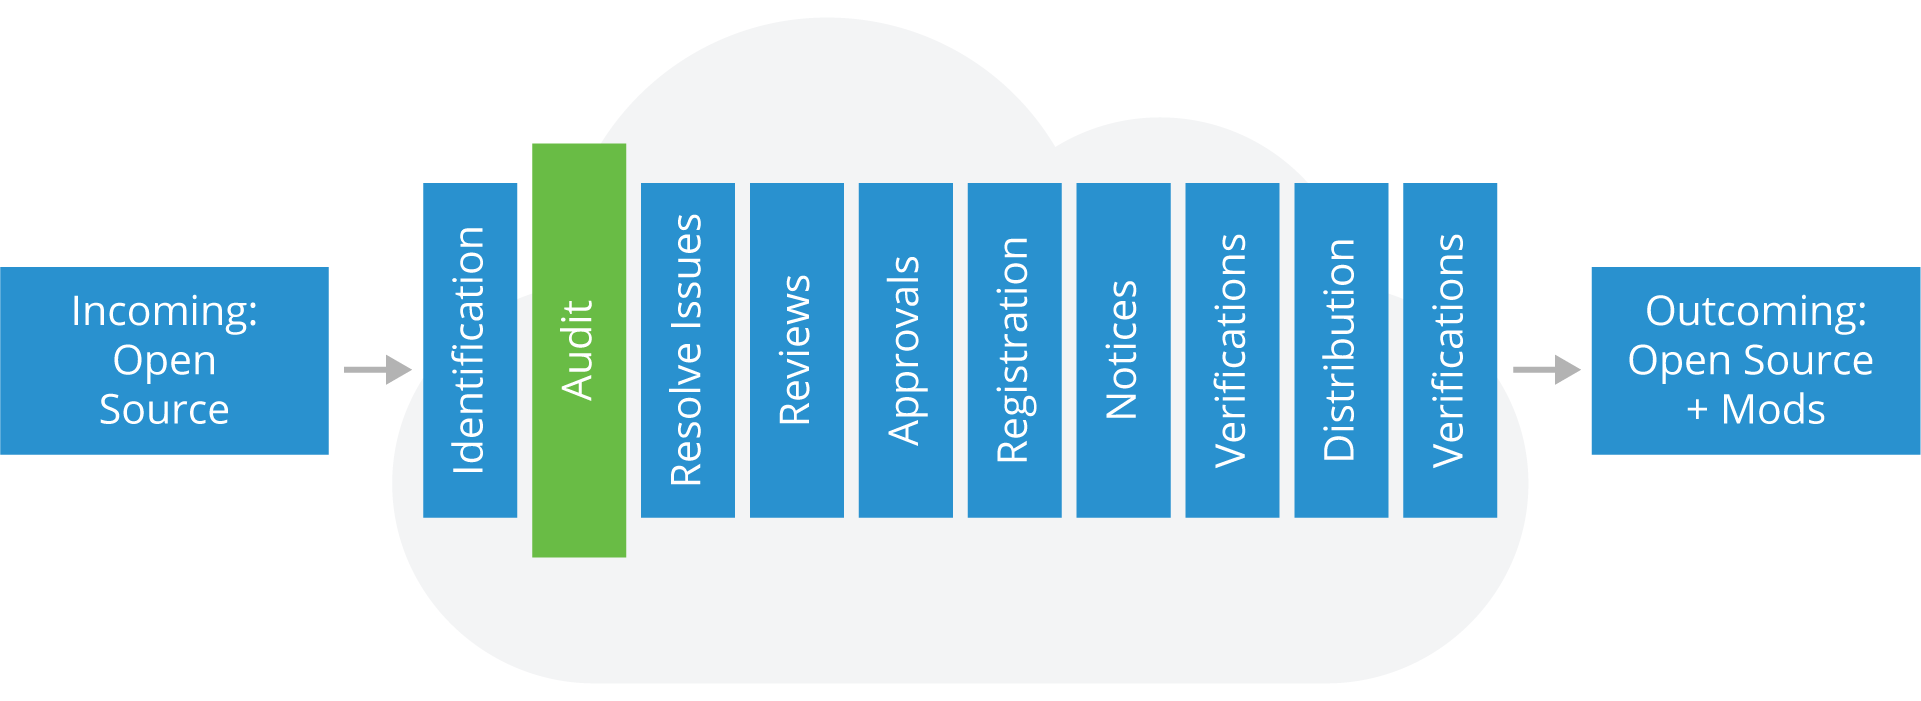 Incoming:
Open
Source
Identification
Audit
Resolve Issues
Reviews
Approvals
Registration
Notices
Verifications
Distribution
Verifications
Outcoming:
Open Source
+ Mods